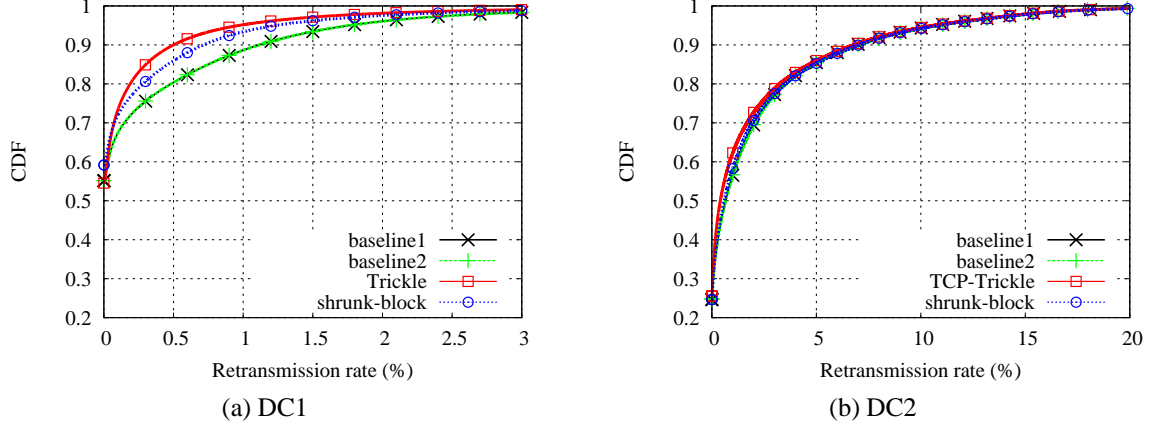 1
0.9
0.8
0.7
0.6
0.5
0.4
0.3
0.2
CDF
baseline1
baseline2
Trickle
shrunk-block
0 0.5 1 1.5 2 2.5 3
Retransmission rate (%)
(a) DC1
1
0.9
0.8
0.7
0.6
0.5
0.4
0.3
0.2
CDF
baseline1
baseline2
TCP-Trickle
shrunk-block
0 5 10 15 20
Retransmission rate (%)
(b) DC2